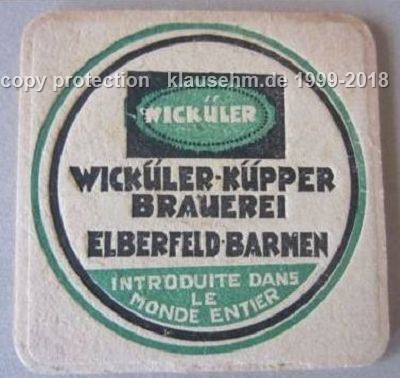 copy protection klausehm.de 1999-2018
WICKÜLER
WICKÜLER-KÜPPER
BRAUEREI
ELBERFELD-BARMEN
INTRODUITE DANS
LE
MONDE ENTIER